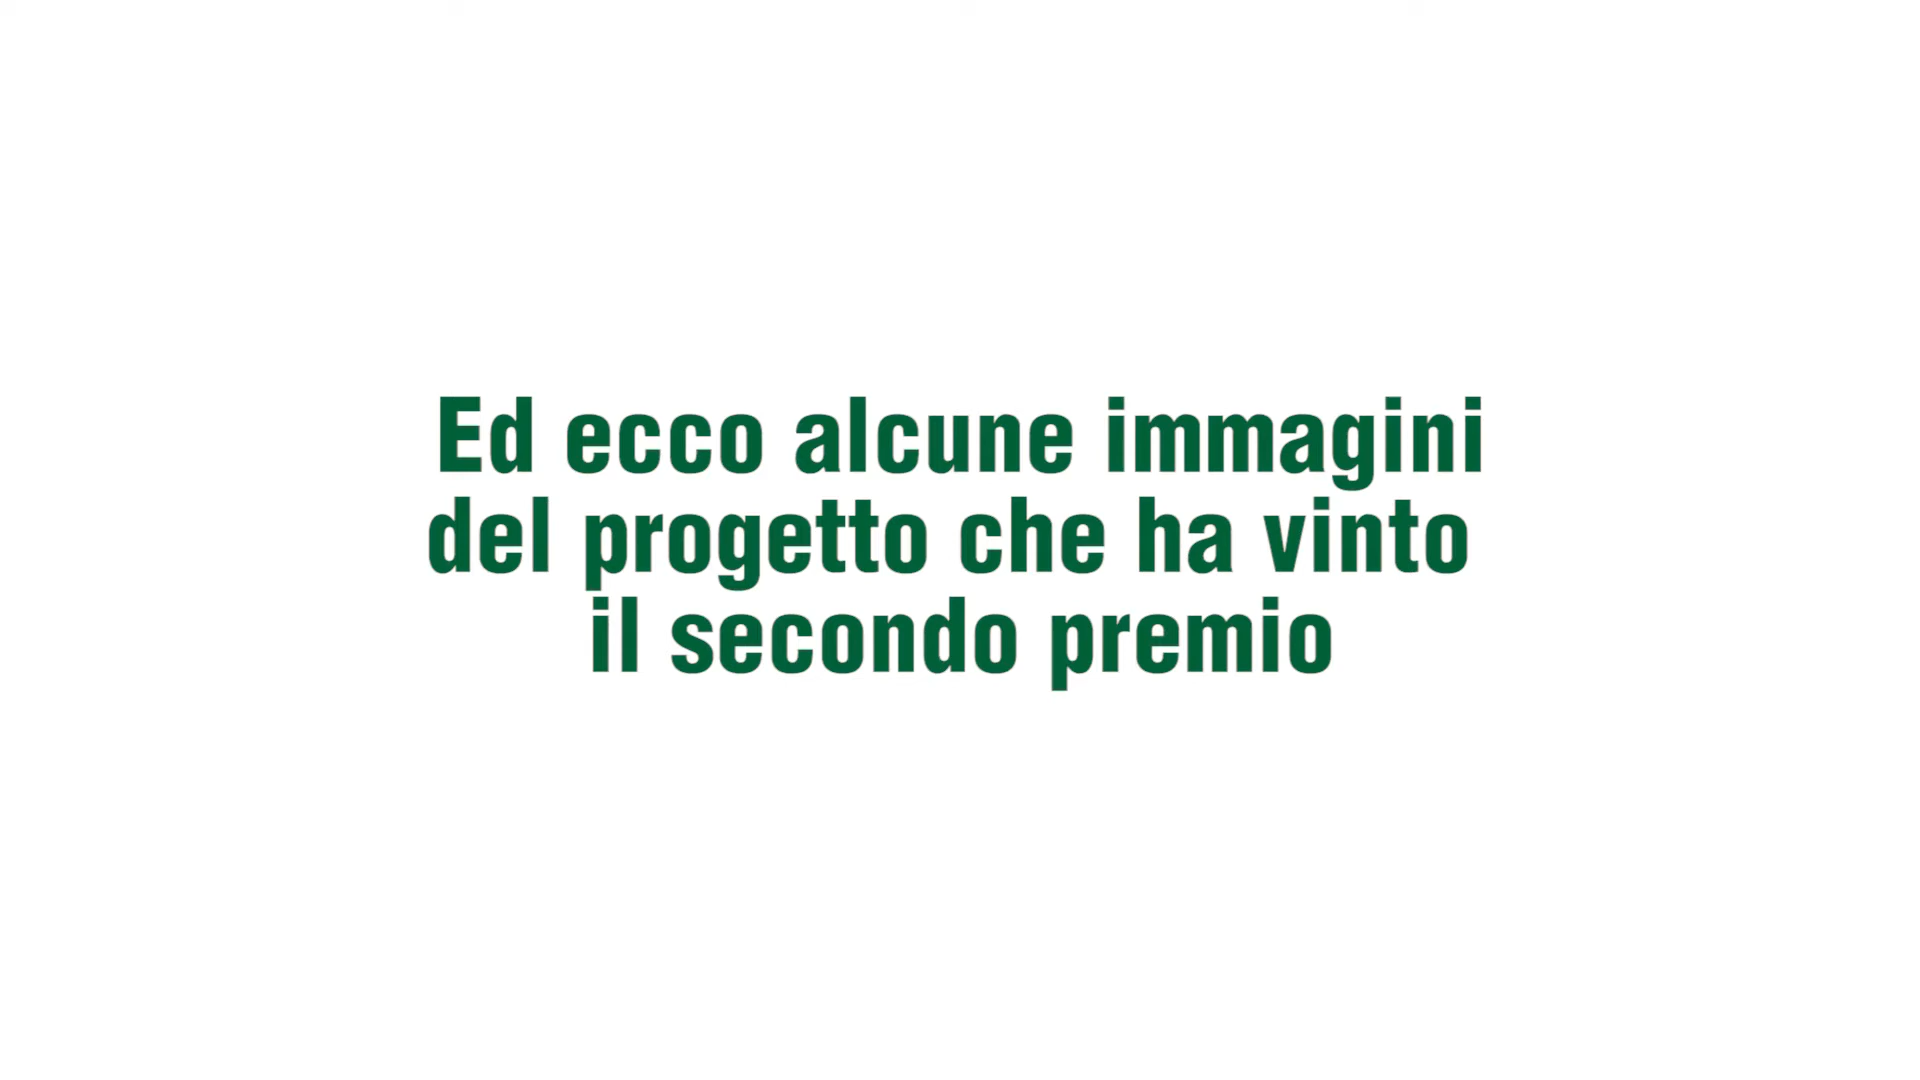 Ed ecco alcune immagini
del progetto che ha vinto
il secondo premio